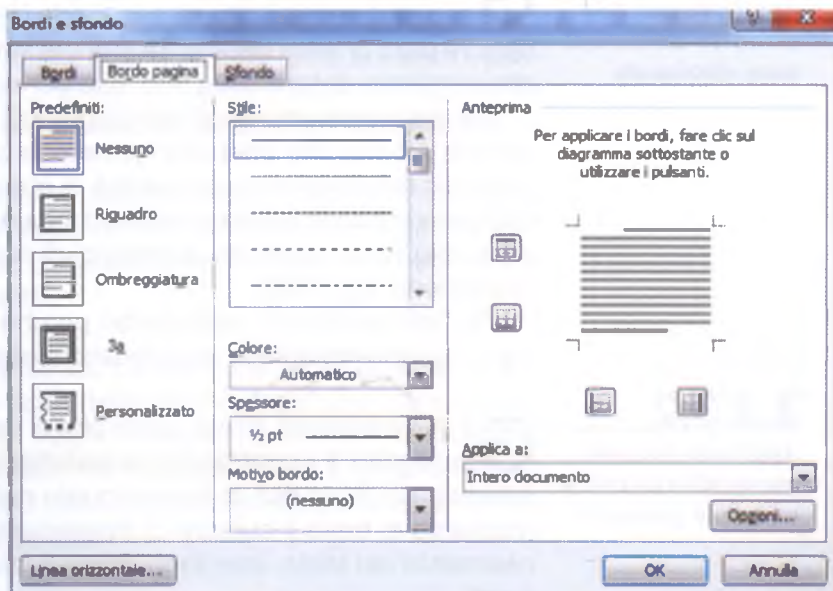 Bordi e sfondo
Bordi
Bordo pagina
Sfondo
Predefiniti:
Nessuno
Riquadro
Ombreggiatura
3a
Personalizzato
Stile:
Colore:
Automatico
Spessore:
½ pt
Motivo bordo:
(nessuno)
Anteprima
Per applicare i bordi, fare clic sul
diagramma sottostante o
utilizzare i pulsanti.
Applica a:
Intero documento
Opzioni...
Linea orizzontale...
OK
Annulla